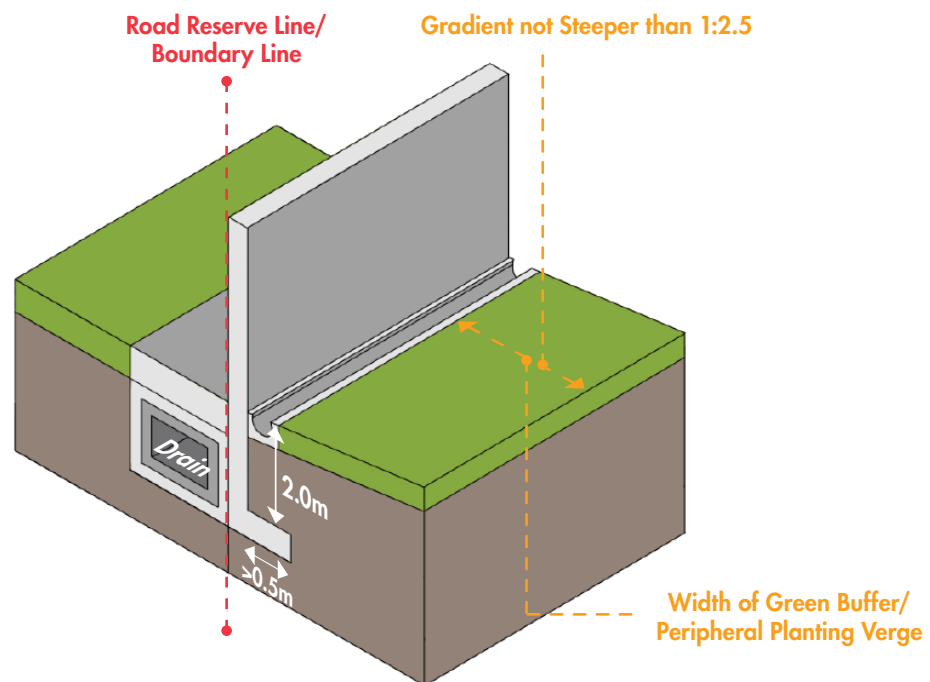 Road Reserve Line/
Boundary Line
Gradient not Steeper than 1:2.5
Drain
2.0m
>0.5m
Width of Green Buffer/
Peripheral Planting Verge